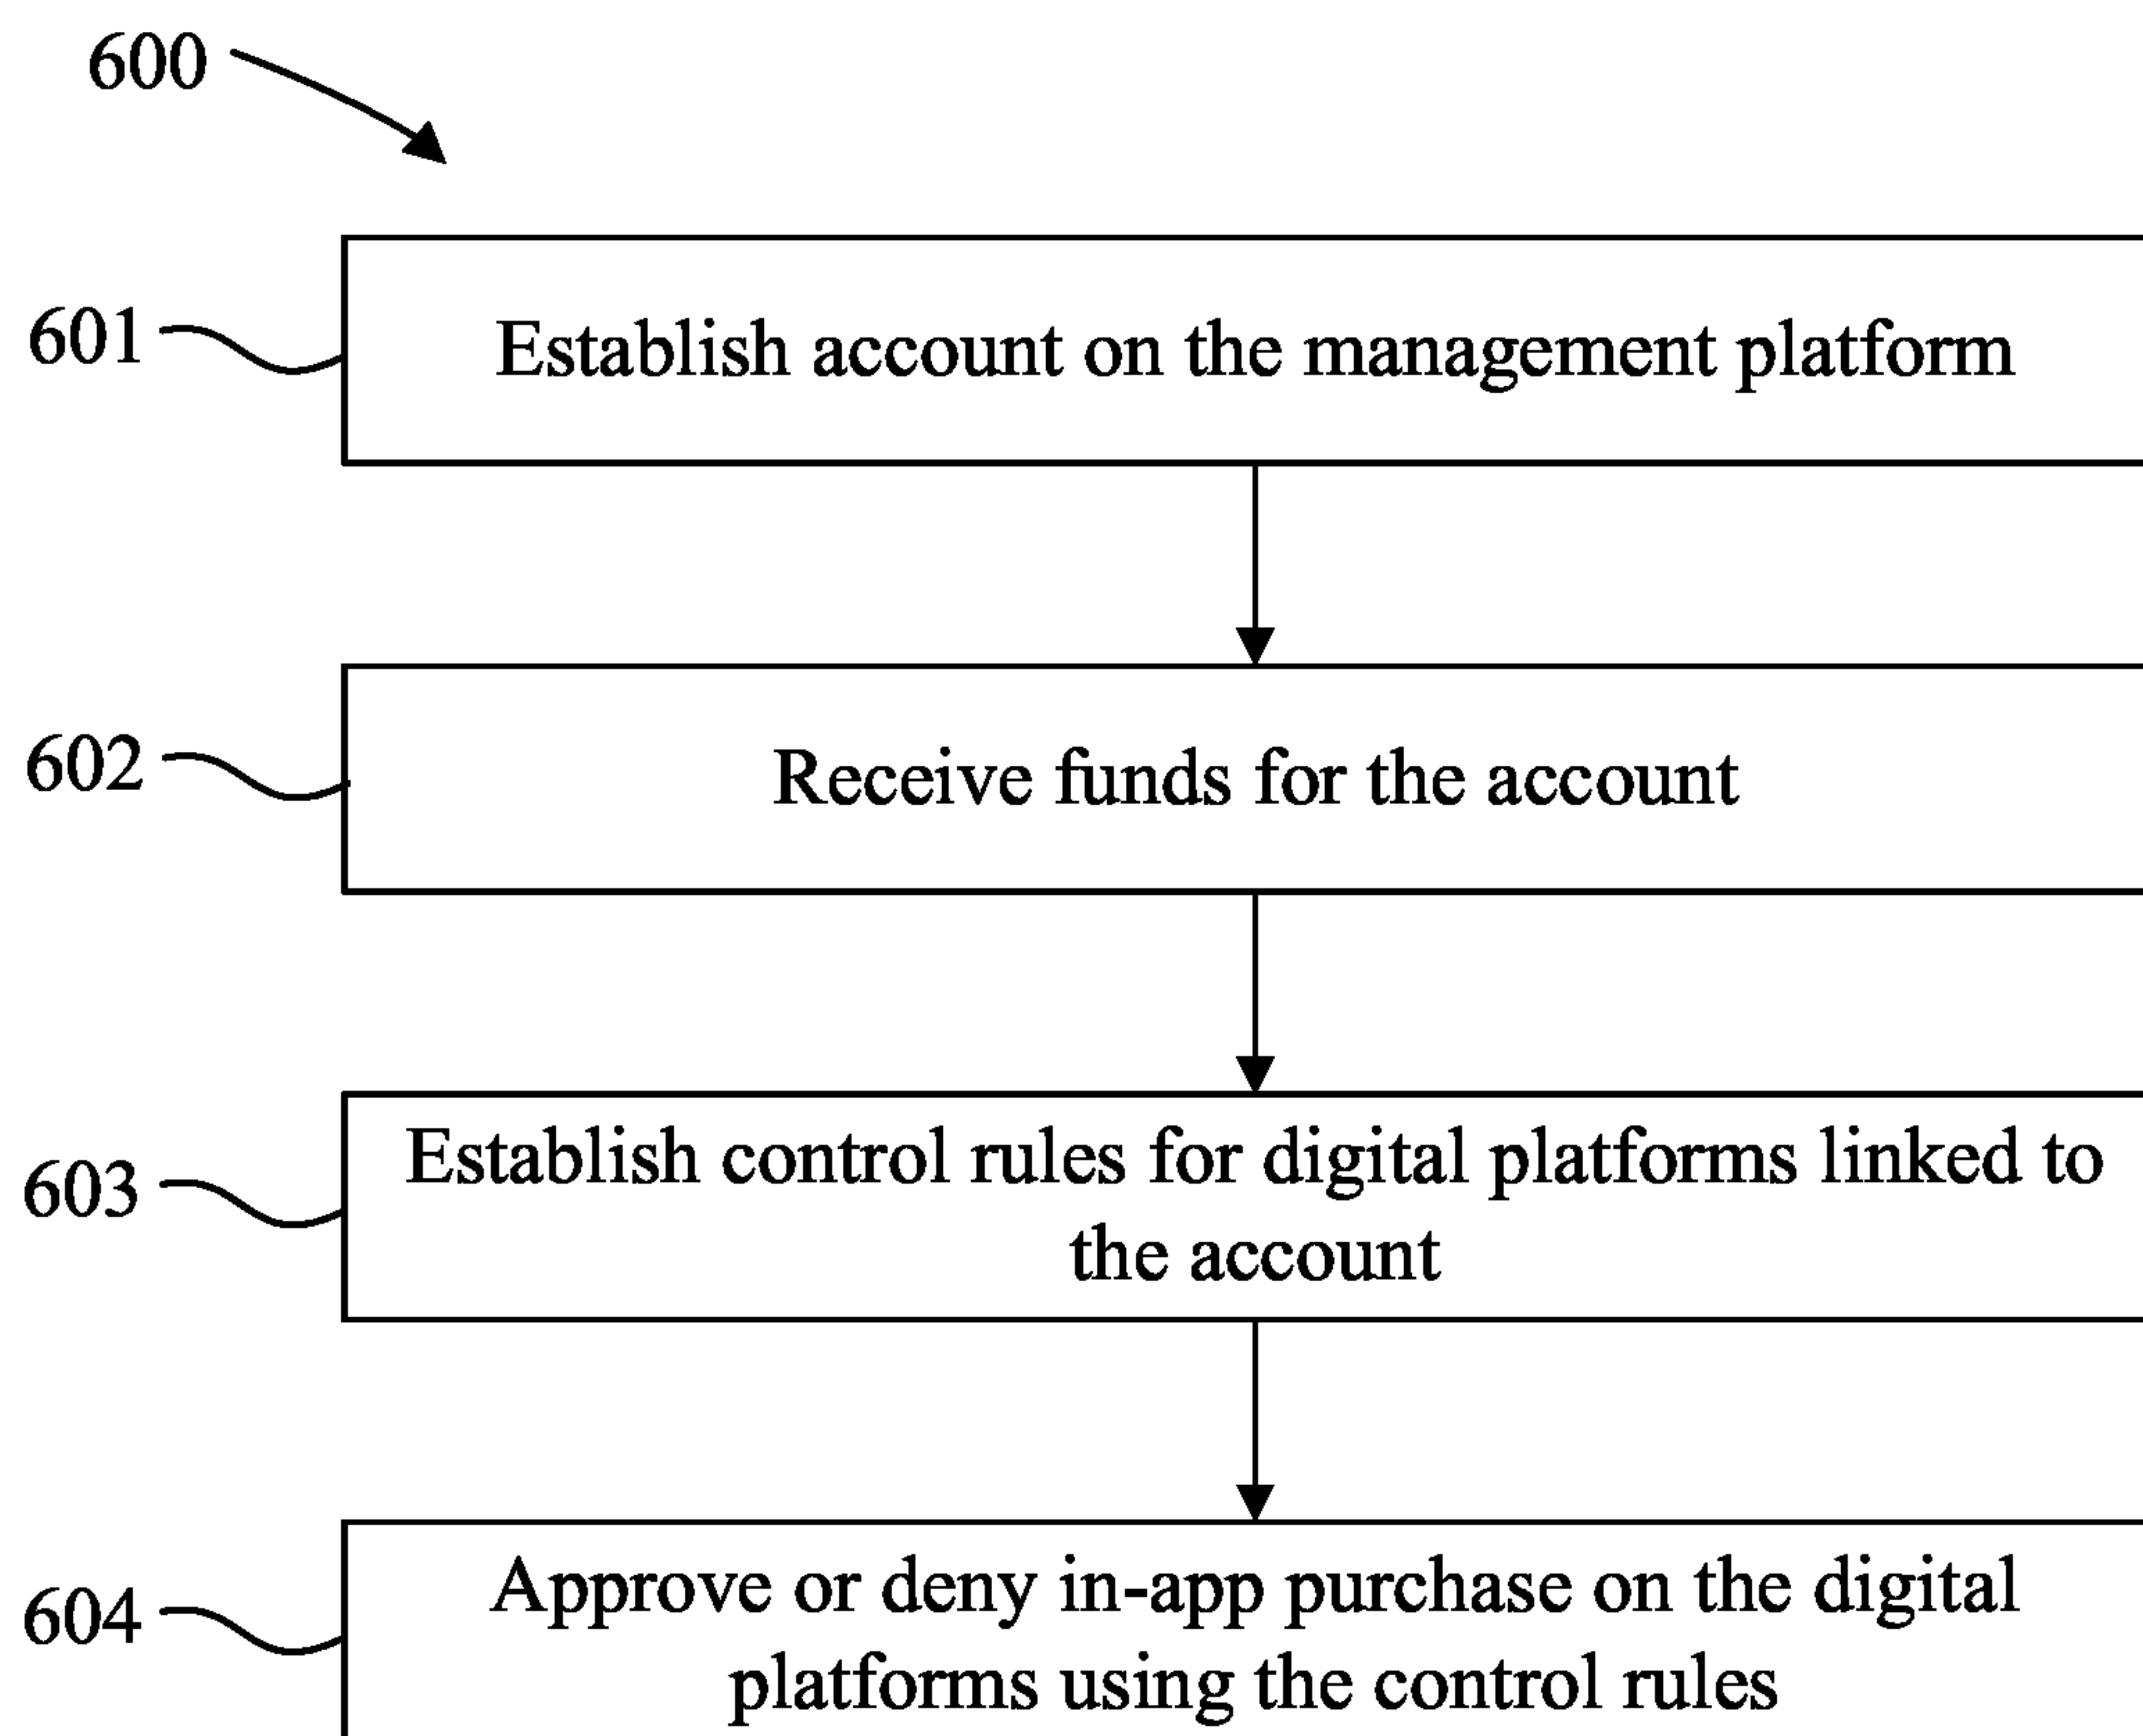 600
601
Establish account on the management platform
602
Receive funds for the account
603
Establish control rules for digital platforms linked to
the account
604
Approve or deny in-app purchase on the digital
platforms using the control rules